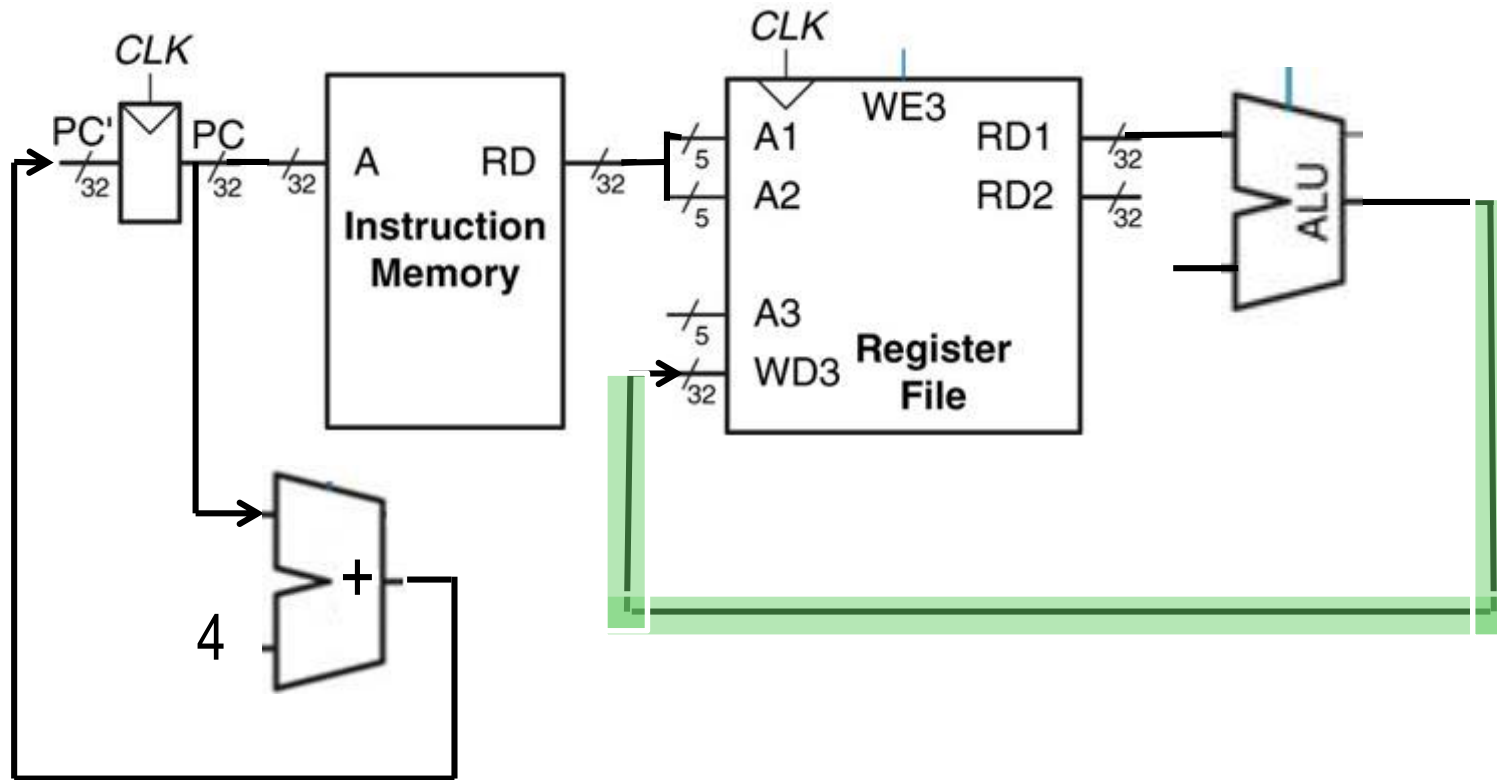 CLK
CLK
PC'
PC
32
32
32
A
RD
Instruction
Memory
32
5
5
A1
A2
WE3
RD1
RD2
32
32
5
A3
32
WD3
Register
File
ALU
+
4